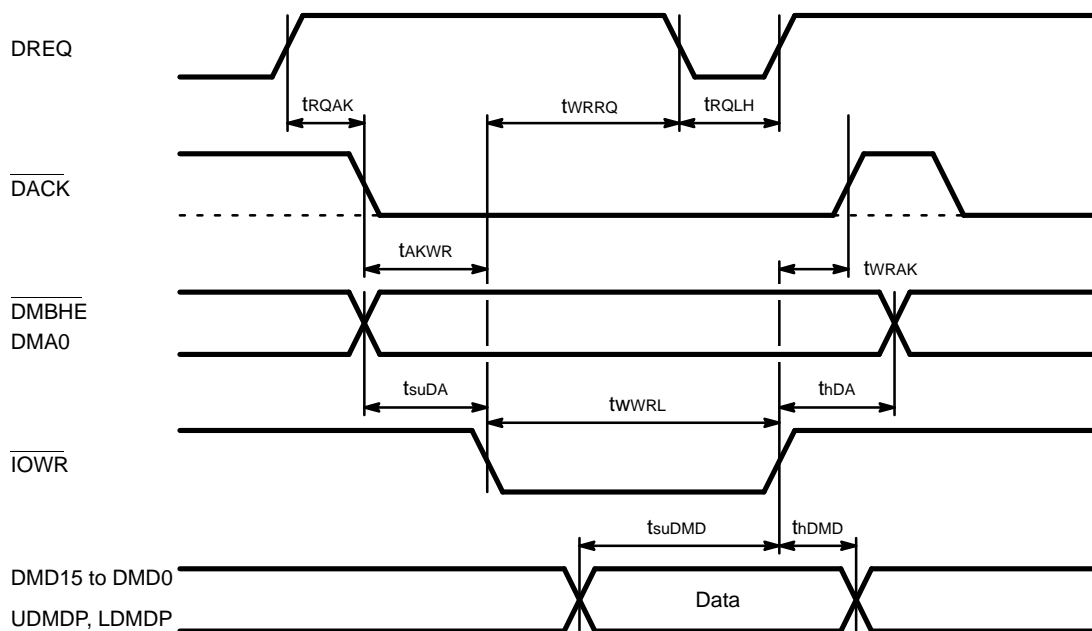 DREQ
tRQAK
tWRRQ
tRQLH
DACK
tAKWR
tWRAK
DMBHE
DMA0
tsuDA
twWRL
thDA
IOWR
tsuDMD
thDMD
DMD15 to DMD0
Data
UDMDP, LDMDP